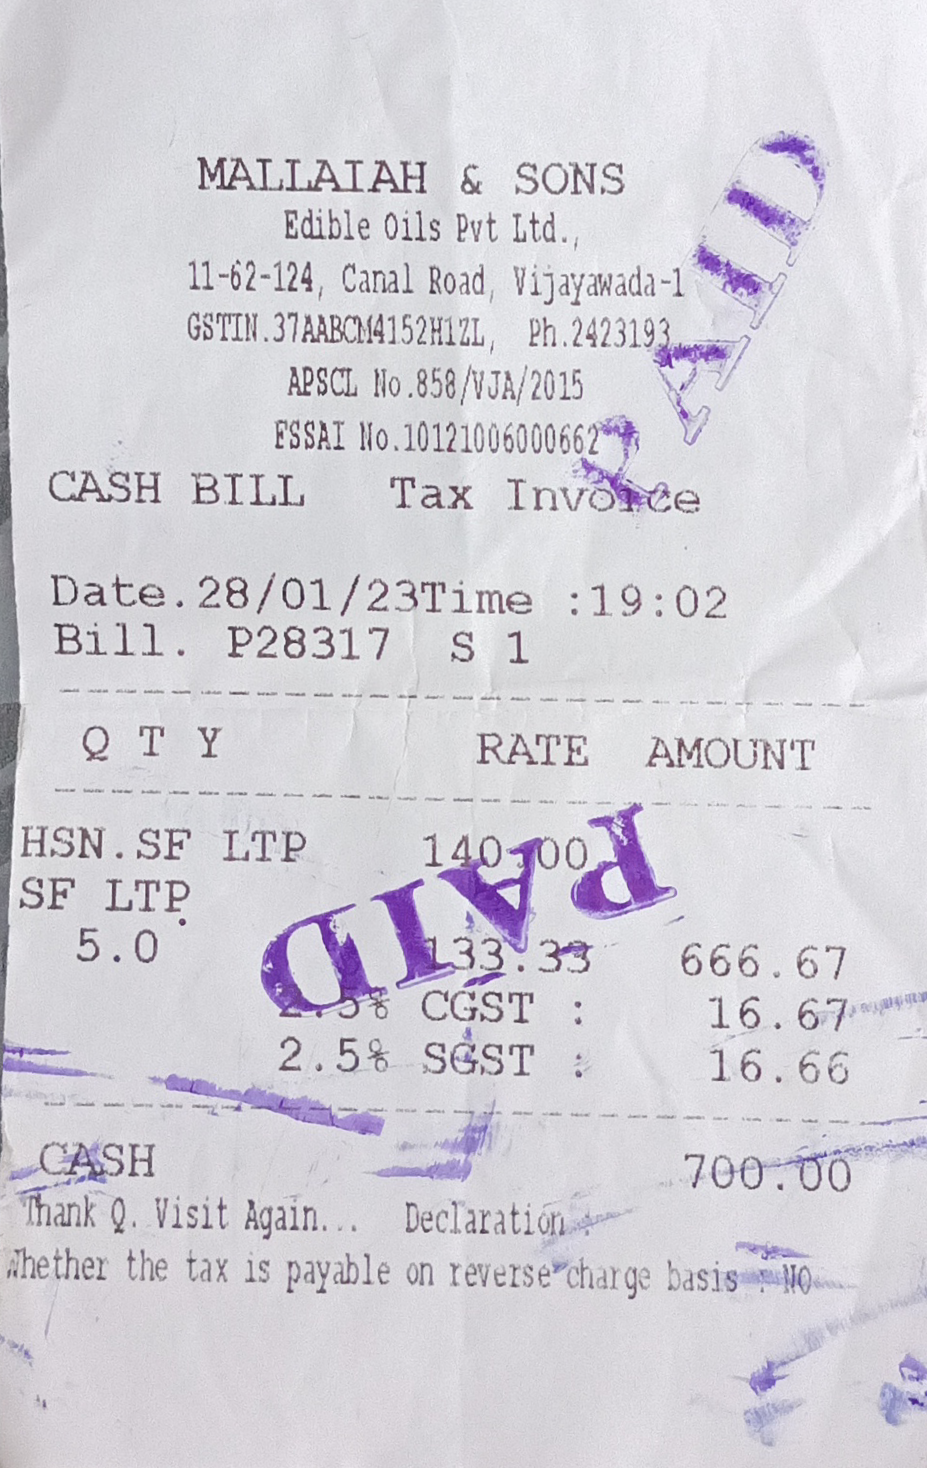 MALLAIAH & SONS
Edible Oils Pvt Ltd.,
11-62-124, Canal Road, Vijayawada-1
GSTIN.37AABCM4152H1ZL, Ph.2423193,
APSCL No.858/VJA/2015
FSSAI No.10121006000662
PAID
CASH BILL Tax Invoice
Date.28/01/23Time :19:02
Bill. P28317 S 1
Q T Y RATE AMOUNT
HSN.SF LTP 140.00
SF LTP
PAID
5.0 133.33 666.67
2.5% CGST : 16.67
2.5% SGST : 16.66
CASH 700.00
Thank Q. Visit Again... Declaration :
Whether the tax is payable on reverse charge basis : NO